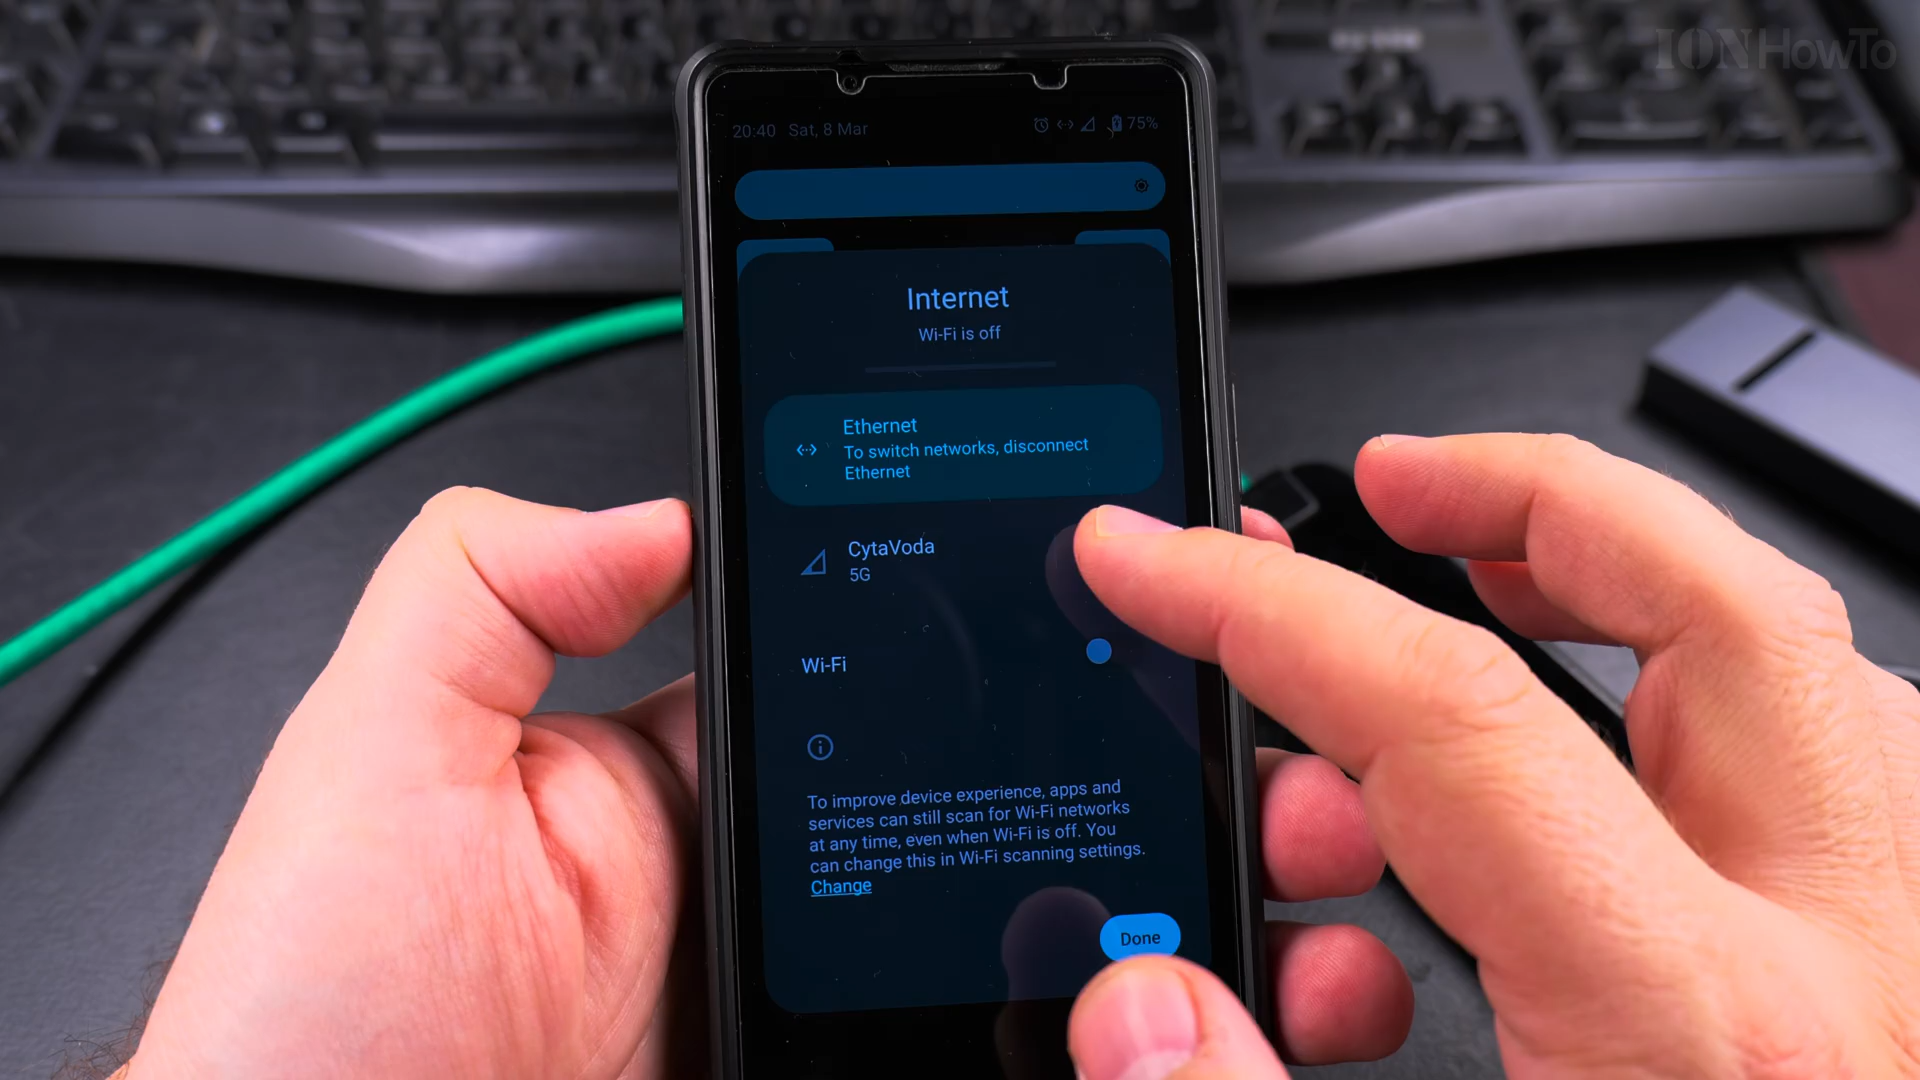 IONHowTo
20:40 Sat, 8 Mar
75%
Internet
Wi-Fi is off
Ethernet
To switch networks, disconnect
Ethernet
CytaVoda
5G
Wi-Fi
To improve device experience, apps and
services can still scan for Wi-Fi networks
at any time, even when Wi-Fi is off. You
can change this in Wi-Fi scanning settings.
Change
Done